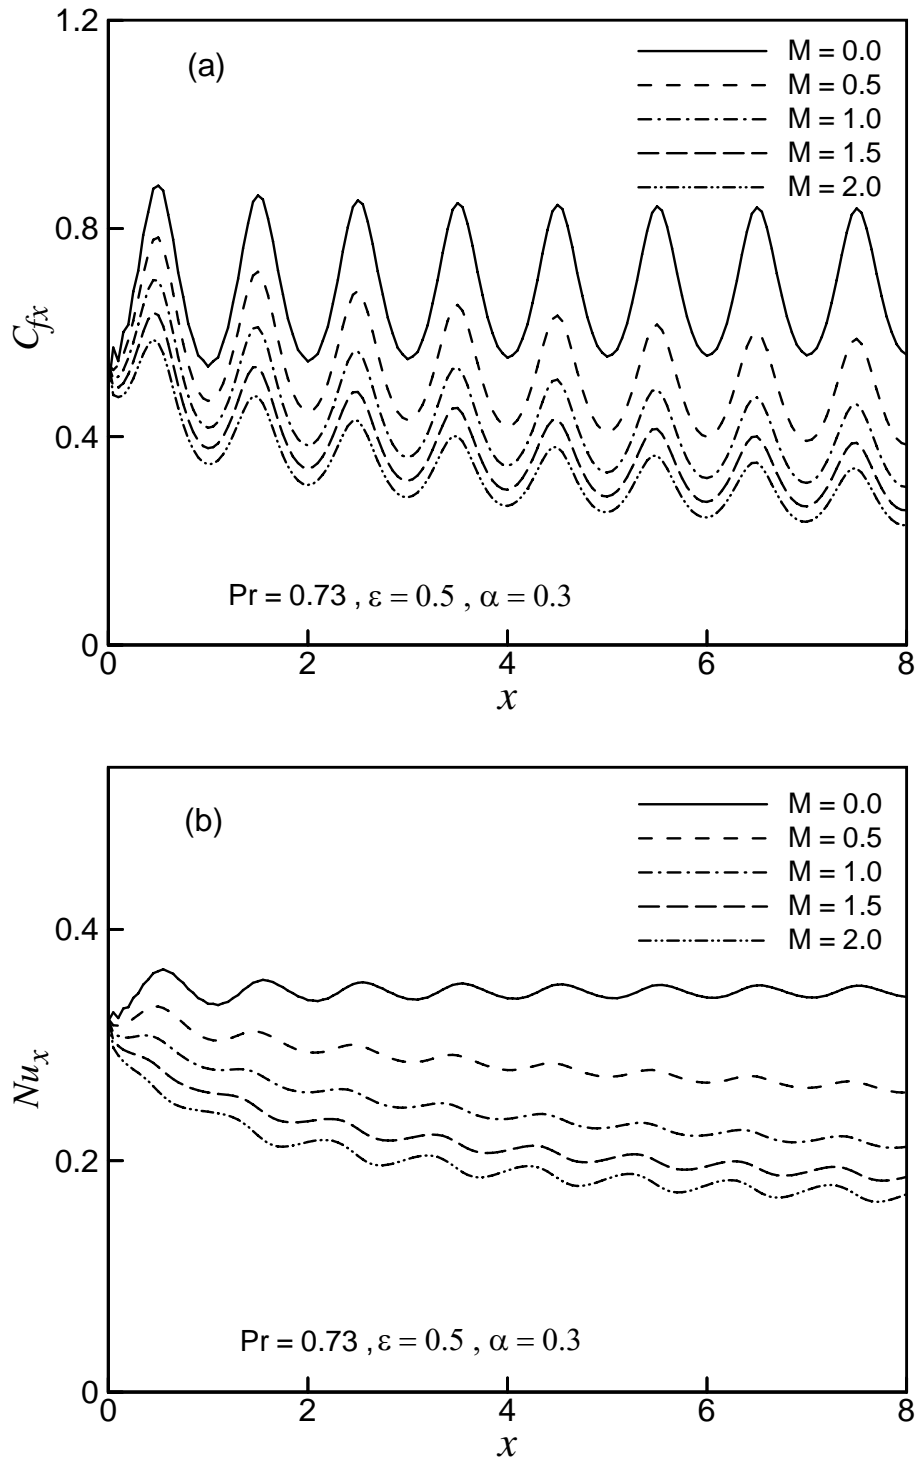 1.2
(a)
M = 0.0
M = 0.5
M = 1.0
M = 1.5
M = 2.0
0.8
C_fx
0.4
Pr = 0.73 , ε = 0.5 , α = 0.3
0
0 2 4 6 8
x
(b)
M = 0.0
M = 0.5
M = 1.0
M = 1.5
M = 2.0
0.4
Nu_x
0.2
Pr = 0.73 , ε = 0.5 , α = 0.3
0
0 2 4 6 8
x